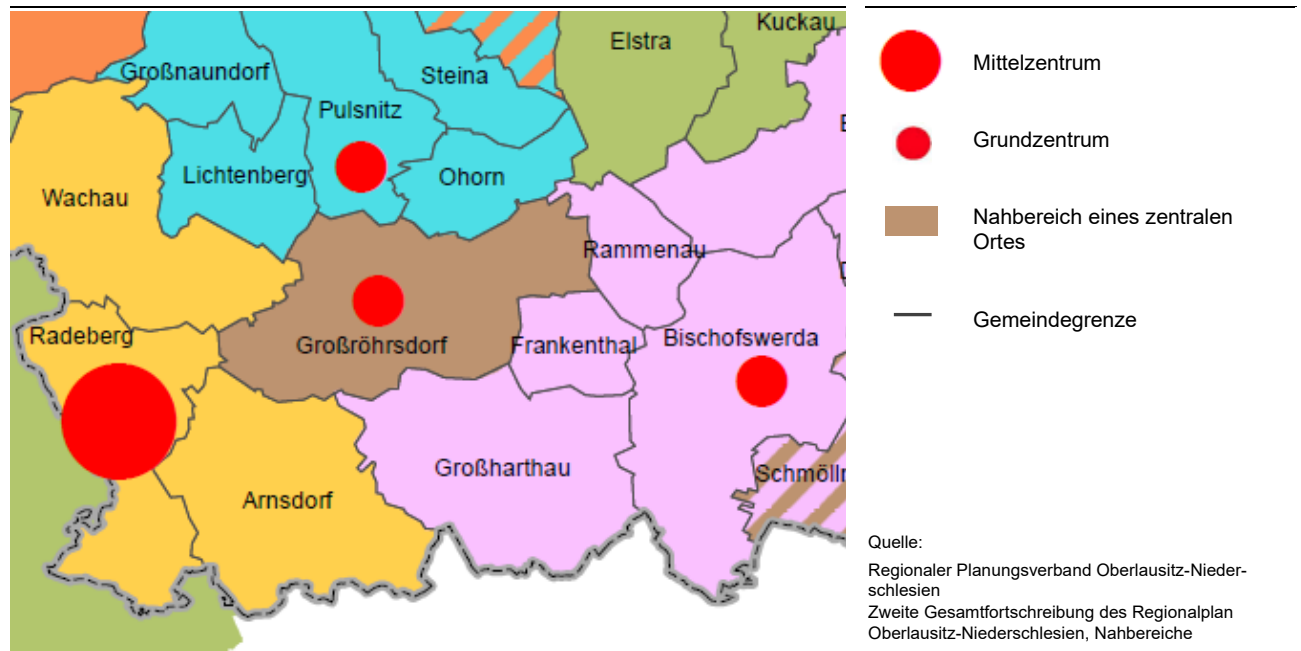 Kuckau
Elstra
Großnaundorf
Steina
Pulsnitz
Lichtenberg
Ohorn
Wachau
Rammenau
Radeberg
Großröhrsdorf
Frankenthal
Bischofswerda
Großharthau
Schmölln
Arnsdorf
Mittelzentrum
Grundzentrum
Nahbereich eines zentralen
Ortes
Gemeindegrenze
Quelle:
Regionaler Planungsverband Oberlausitz-Nieder-
schlesien
Zweite Gesamtfortschreibung des Regionalplan
Oberlausitz-Niederschlesien, Nahbereiche